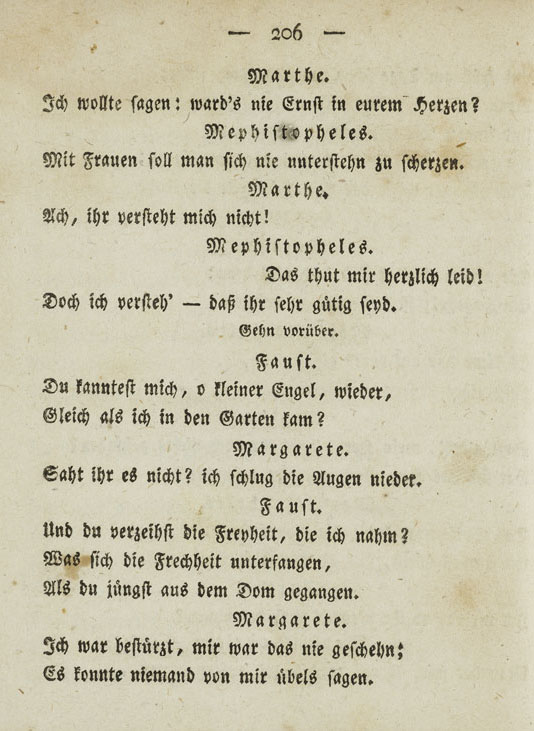 — 206 —
Marthe.
Ich wollte sagen: ward's nie Ernst in eurem Herzen?
Mephistopheles.
Mit Frauen soll man sich nie unterstehn zu scherzen.
Marthe.
Ach, ihr versteht mich nicht!
Mephistopheles.
Das thut mir herzlich leid!
Doch ich versteh' — daß ihr sehr gütig seyd.
Gehn vorüber.
Faust.
Du kanntest mich, o kleiner Engel, wieder,
Gleich als ich in den Garten kam?
Margarete.
Saht ihr es nicht? ich schlug die Augen nieder.
Faust.
Und du verzeihst die Freyheit, die ich nahm?
Was sich die Frechheit unterfangen,
Als du jüngst aus dem Dom gegangen.
Margarete.
Ich war bestürzt, mir war das nie geschehn;
Es konnte niemand von mir übels sagen.